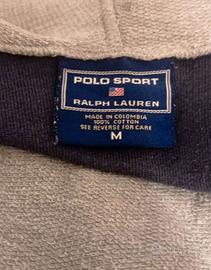 POLO SPORT
RALPH LAUREN
MADE IN COLOMBIA
100% COTTON
SEE REVERSE FOR CARE
M